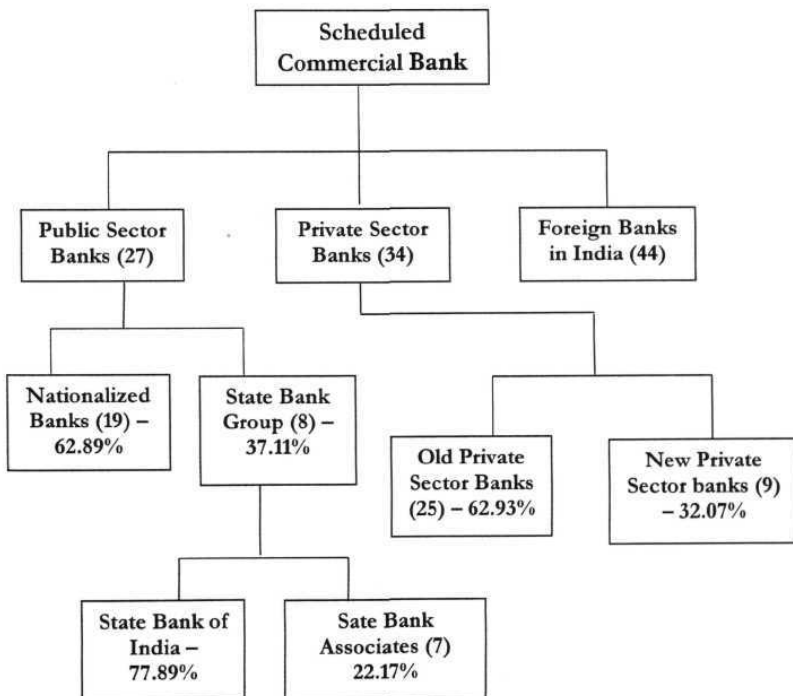 Scheduled
Commercial Bank
Public Sector
Banks (27)
Private Sector
Banks (34)
Foreign Banks
in India (44)
Nationalized
Banks (19) –
62.89%
State Bank
Group (8) –
37.11%
Old Private
Sector Banks
(25) – 62.93%
New Private
Sector banks (9)
– 32.07%
State Bank of
India –
77.89%
Sate Bank
Associates (7)
22.17%